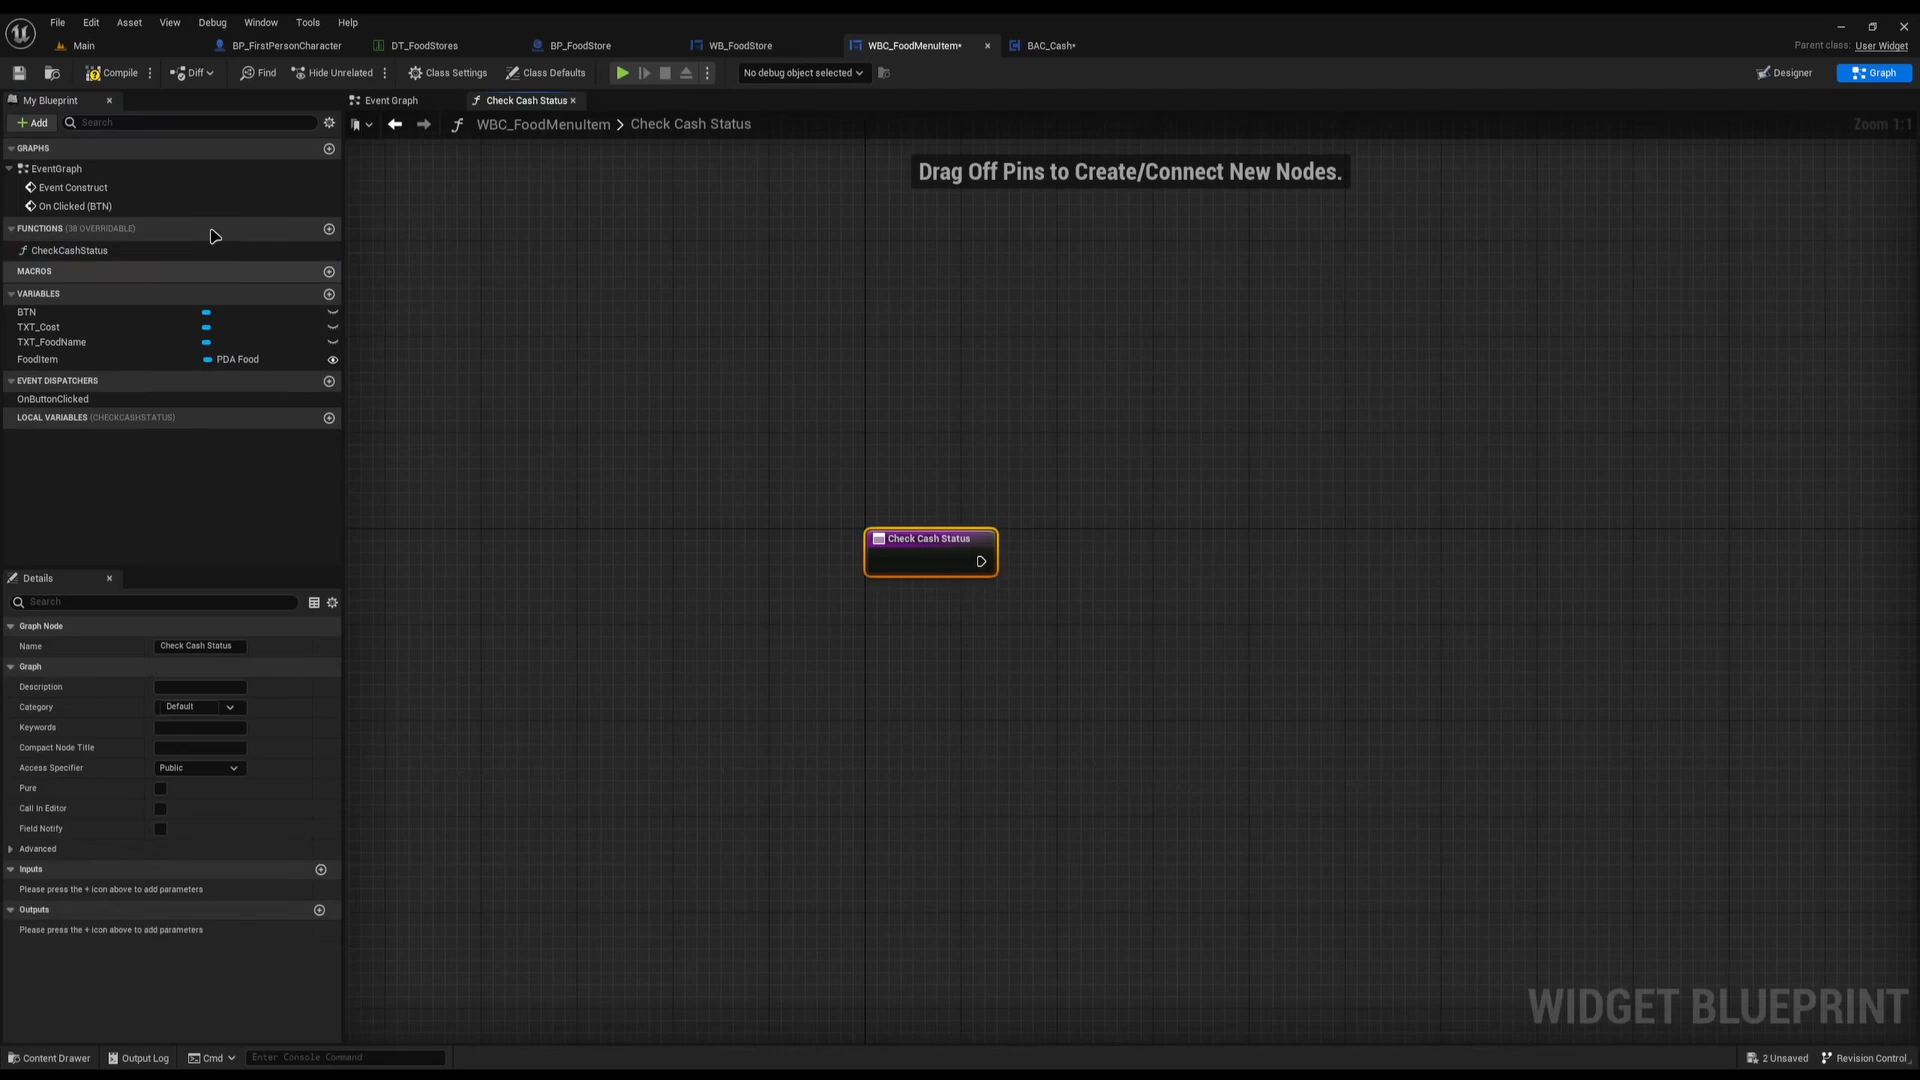 File Edit Asset View Debug Window Tools Help
Main BP_FirstPersonCharacter DT_FoodStores BP_FoodStore WB_FoodStore WBC_FoodMenuItem* BAC_Cash*
Parent class: User Widget
Compile Diff Find Hide Unrelated Class Settings Class Defaults No debug object selected Designer Graph
My Blueprint
Event Graph Check Cash Status
Add Search
WBC_FoodMenuItem > Check Cash Status
Zoom 1:1
GRAPHS
EventGraph
Event Construct
On Clicked (BTN)
FUNCTIONS (38 OVERRIDABLE)
CheckCashStatus
MACROS
VARIABLES
BTN
TXT_Cost
TXT_FoodName
FoodItem PDA Food
EVENT DISPATCHERS
OnButtonClicked
LOCAL VARIABLES (CHECKCASHSTATUS)
Drag Off Pins to Create/Connect New Nodes.
Check Cash Status
Details
Search
Graph Node
Name Check Cash Status
Graph
Description
Category Default
Keywords
Compact Node Title
Access Specifier Public
Pure
Call In Editor
Field Notify
Advanced
Inputs
Please press the + icon above to add parameters
Outputs
Please press the + icon above to add parameters
WIDGET BLUEPRINT
Content Drawer Output Log Cmd Enter Console Command 2 Unsaved Revision Control